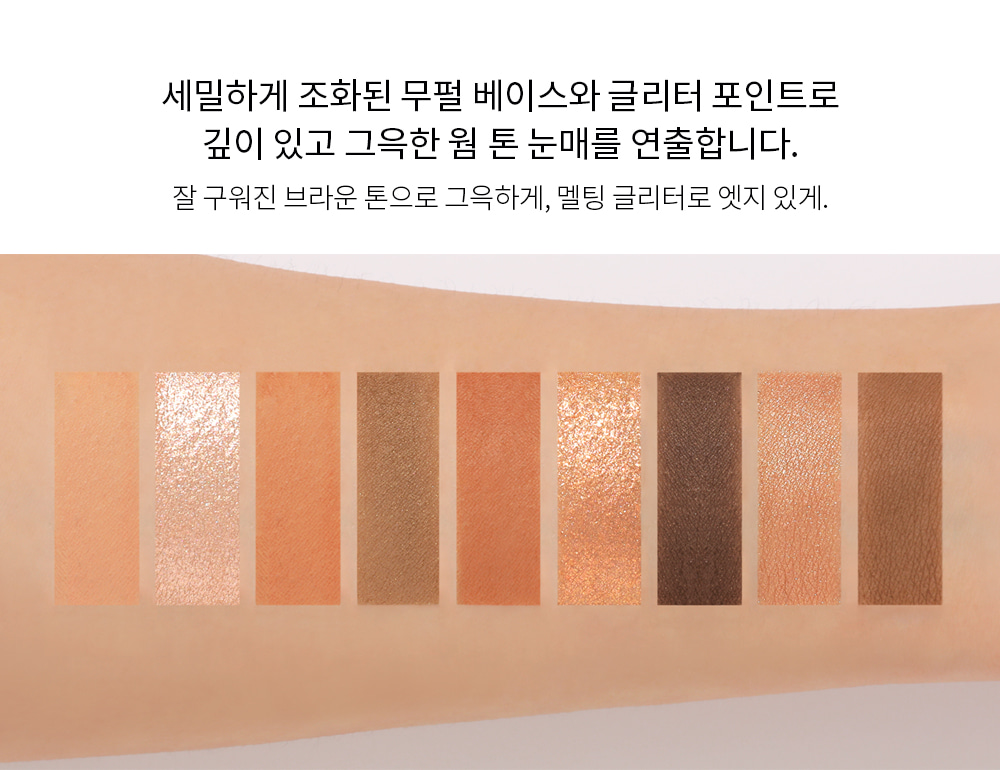 세밀하게 조화된 무펄 베이스와 글리터 포인트로
깊이 있고 그윽한 웜 톤 눈매를 연출합니다.
잘 구워진 브라운 톤으로 그윽하게, 멜팅 글리터로 엣지 있게.